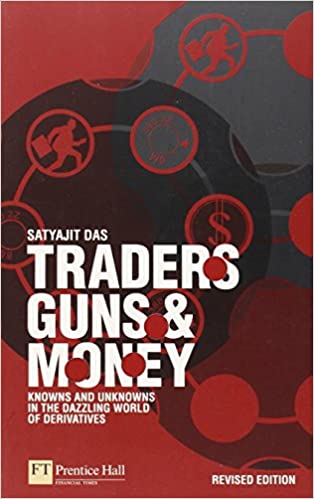 SATYAJIT DAS
TRADERS
GUNS &
MONEY
KNOWNS AND UNKNOWNS
IN THE DAZZLING WORLD
OF DERIVATIVES
FT
FINANCIAL TIMES
Prentice Hall
REVISED EDITION